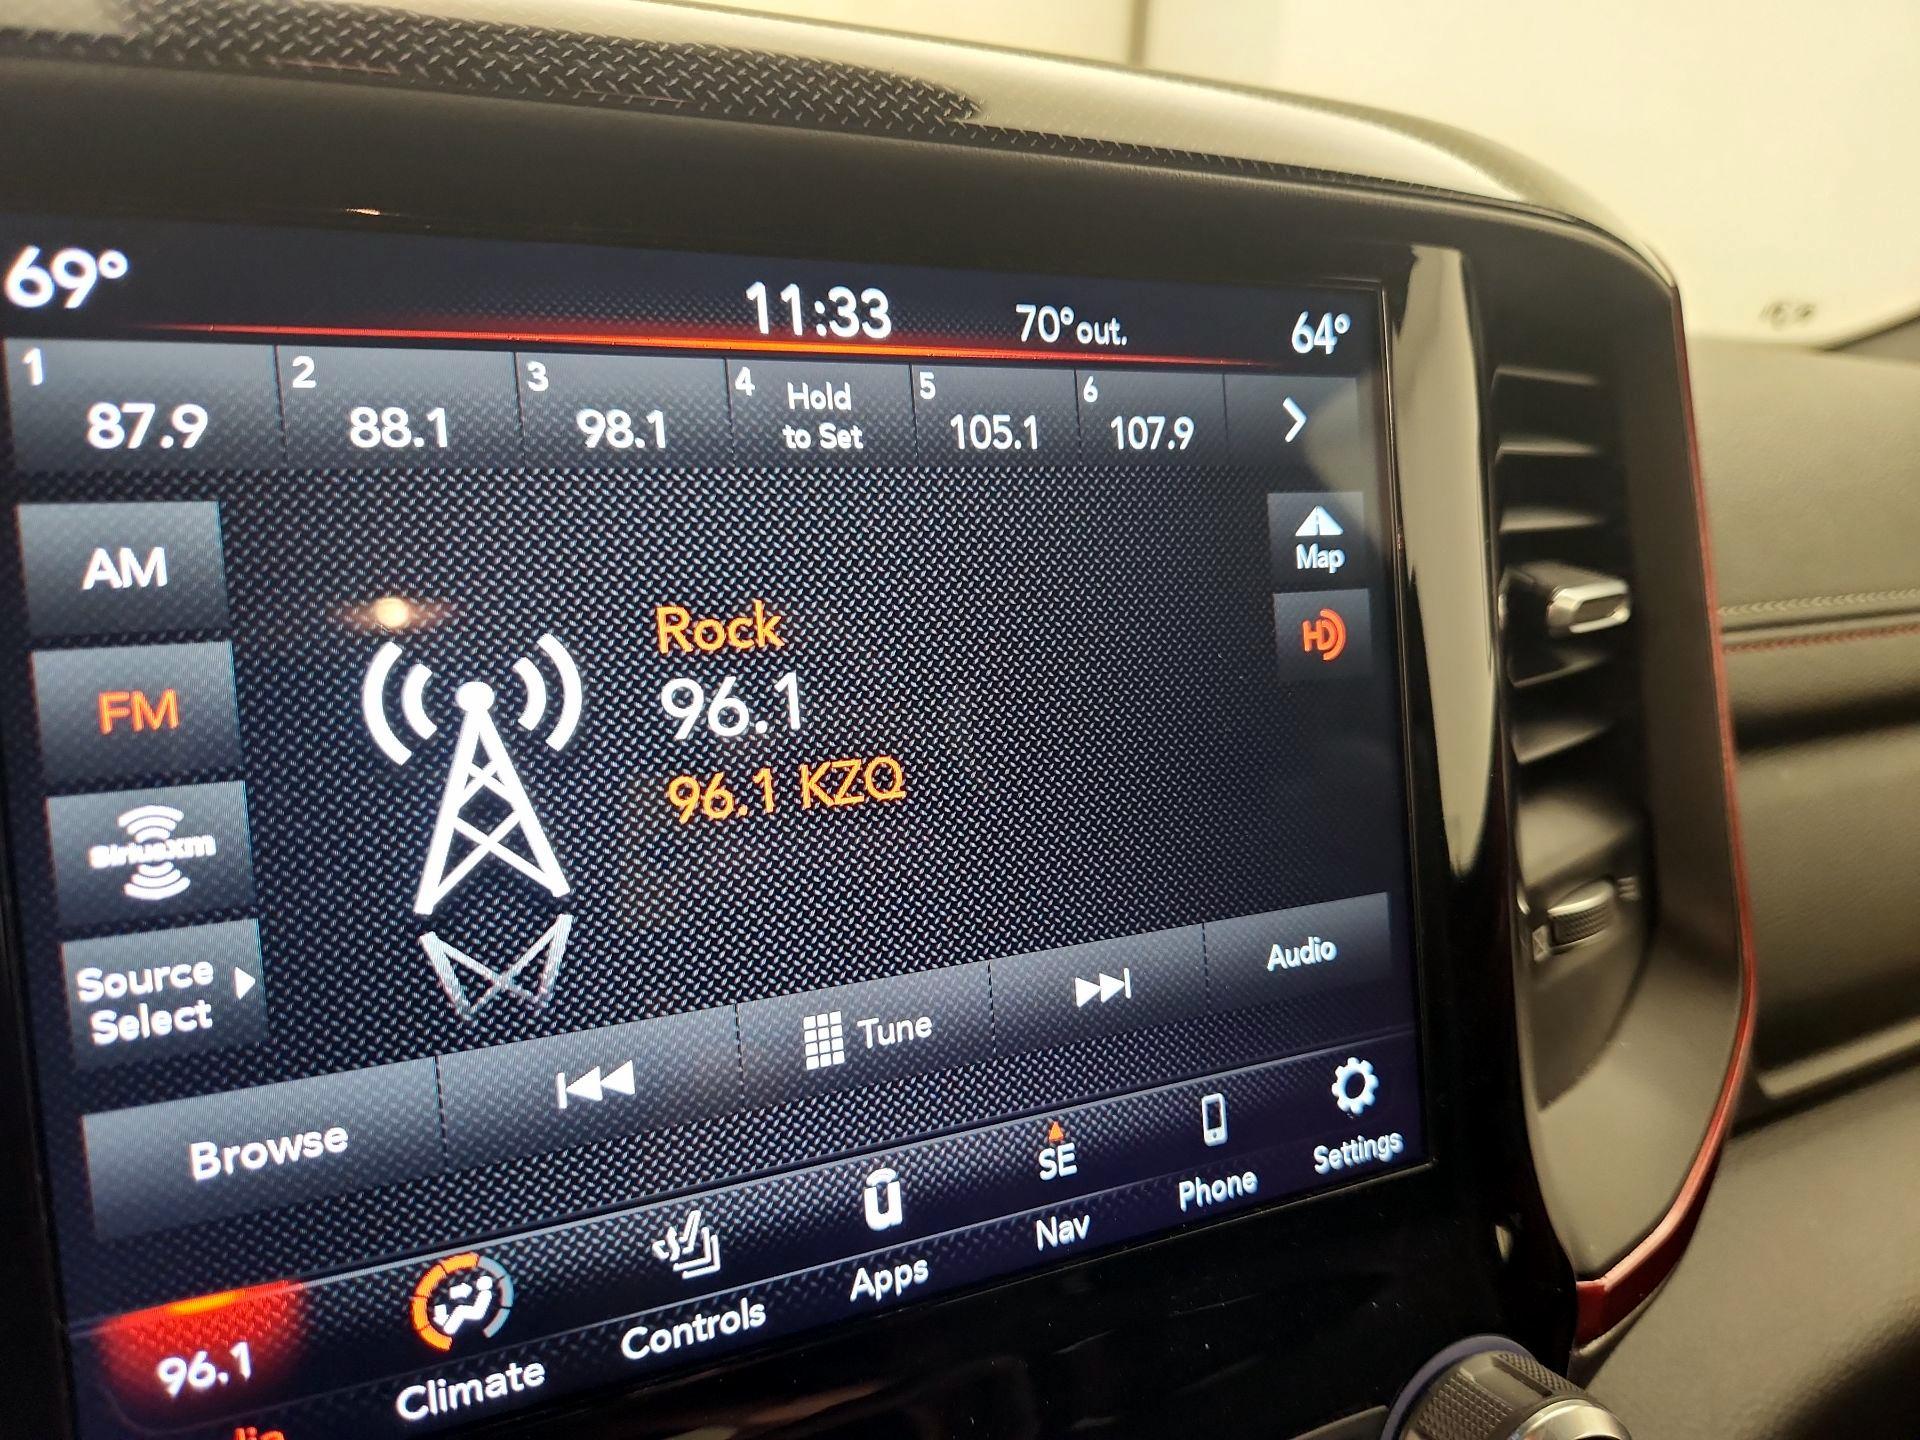 69°
11:33
70° out.
64°
1
87.9
2
88.1
3
98.1
4
Hold
to Set
5
105.1
6
107.9
AM
Map
HD
Rock
FM
96.1
96.1 KZQ
siriusxm
Source
Select
Audio
Tune
Browse
SE
Settings
Phone
Nav
Apps
Controls
Climate
96.1